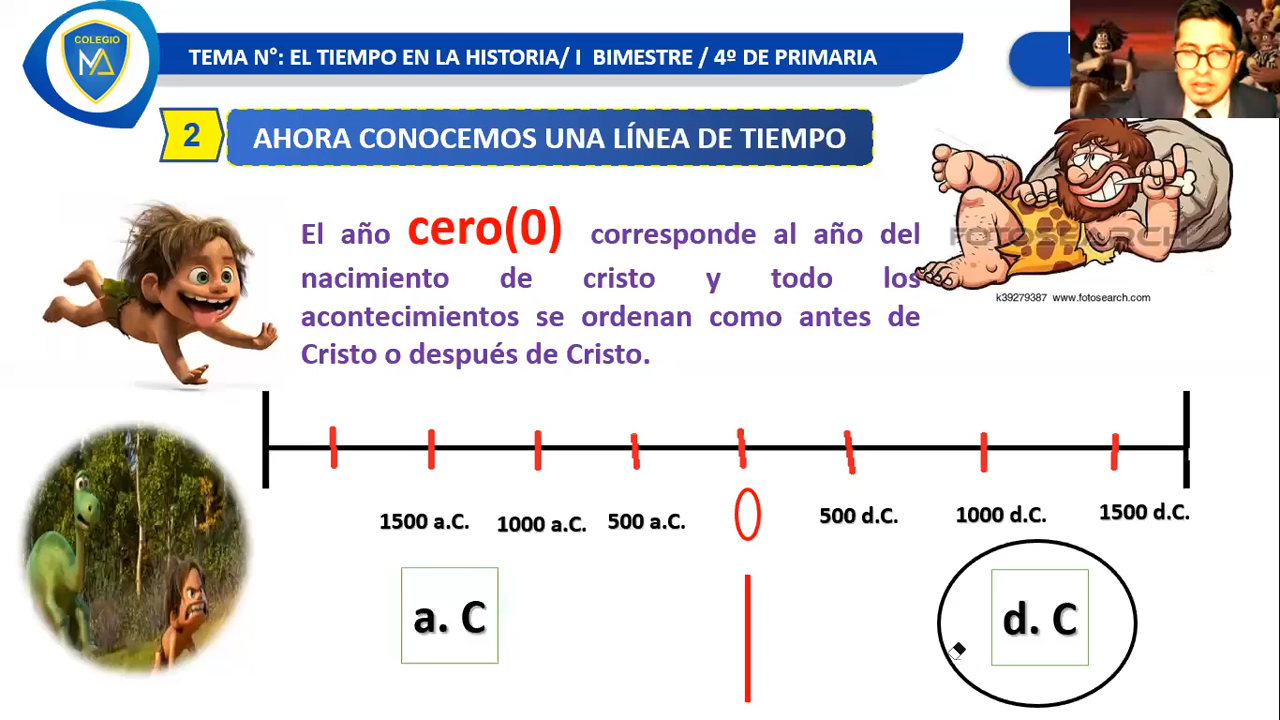 COLEGIO
MA
TEMA N°: EL TIEMPO EN LA HISTORIA/ I BIMESTRE / 4º DE PRIMARIA
2
AHORA CONOCEMOS UNA LÍNEA DE TIEMPO
El año cero(0) corresponde al año del
nacimiento de cristo y todo los
acontecimientos se ordenan como antes de
Cristo o después de Cristo.
FOTOSEARCH
k39279387 www.fotosearch.com
1500 a.C. 1000 a.C. 500 a.C. 0 500 d.C. 1000 d.C. 1500 d.C.
a. C d. C